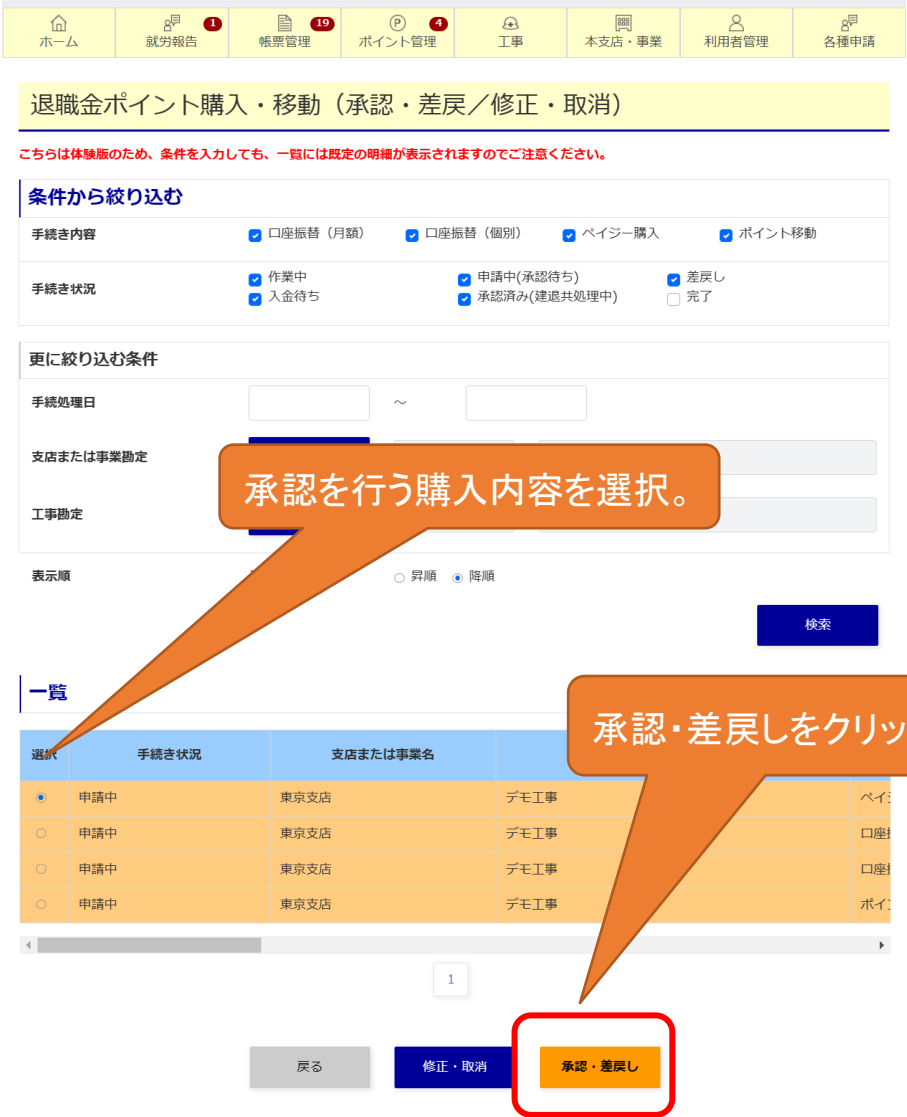 1 19 4
ホーム 就労報告 帳票管理 ポイント管理 工事 本支店・事業 利用者管理 各種申請
退職金ポイント購入・移動（承認・差戻／修正・取消）
こちらは体験版のため、条件を入力しても、一覧には既定の明細が表示されますのでご注意ください。
条件から絞り込む
手続き内容 口座振替（月額） 口座振替（個別） ペイジー購入 ポイント移動
手続き状況 作業中 申請中(承認待ち) 差戻し
入金待ち 承認済み(建退共処理中) 完了
更に絞り込む条件
手続処理日 ～
支店または事業勘定
承認を行う購入内容を選択。
工事勘定
表示順 昇順 降順
検索
一覧
承認・差戻しをクリッ
選択 手続き状況 支店または事業名
申請中 東京支店 デモ工事 ペイ
申請中 東京支店 デモ工事 口座
申請中 東京支店 デモ工事 口座
申請中 東京支店 デモ工事 ポイ
1
戻る 修正・取消 承認・差戻し